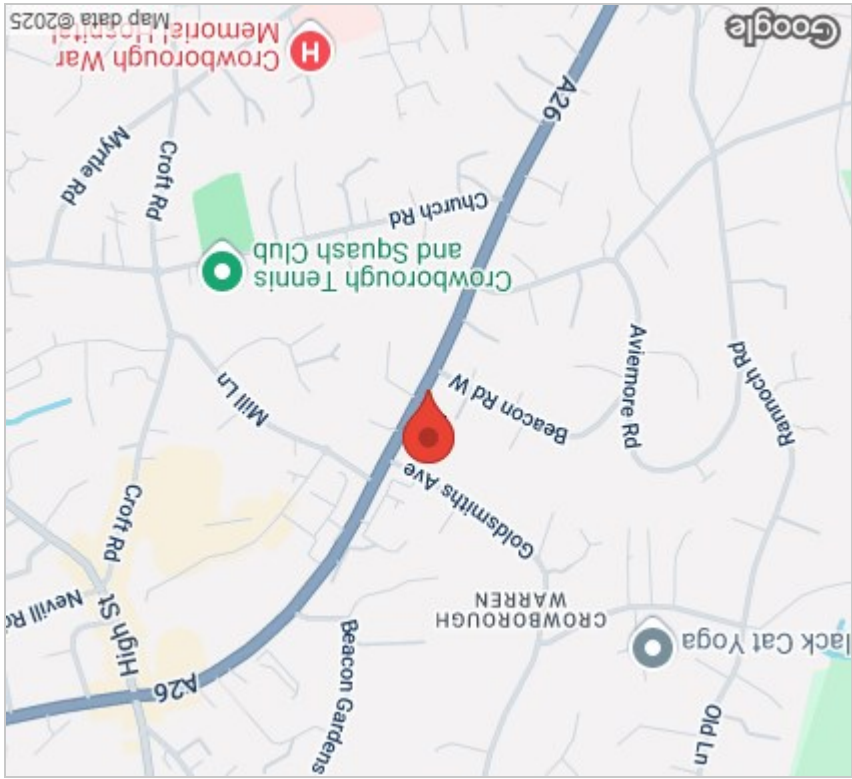 Old Ln
Beacon Gardens
A26
lack Cat Yoga
High St
CROWBOROUGH
WARREN
Nevill Rd
Goldsmiths Ave
Croft Rd
Rannoch Rd
Beacon Rd W
Aviemore Rd
Mill Ln
Crowborough Tennis
and Squash Club
Church Rd
Croft Rd
Myrtle Rd
A26
H
Crowborough War
Memorial Hospital
Google
Map data ©2025